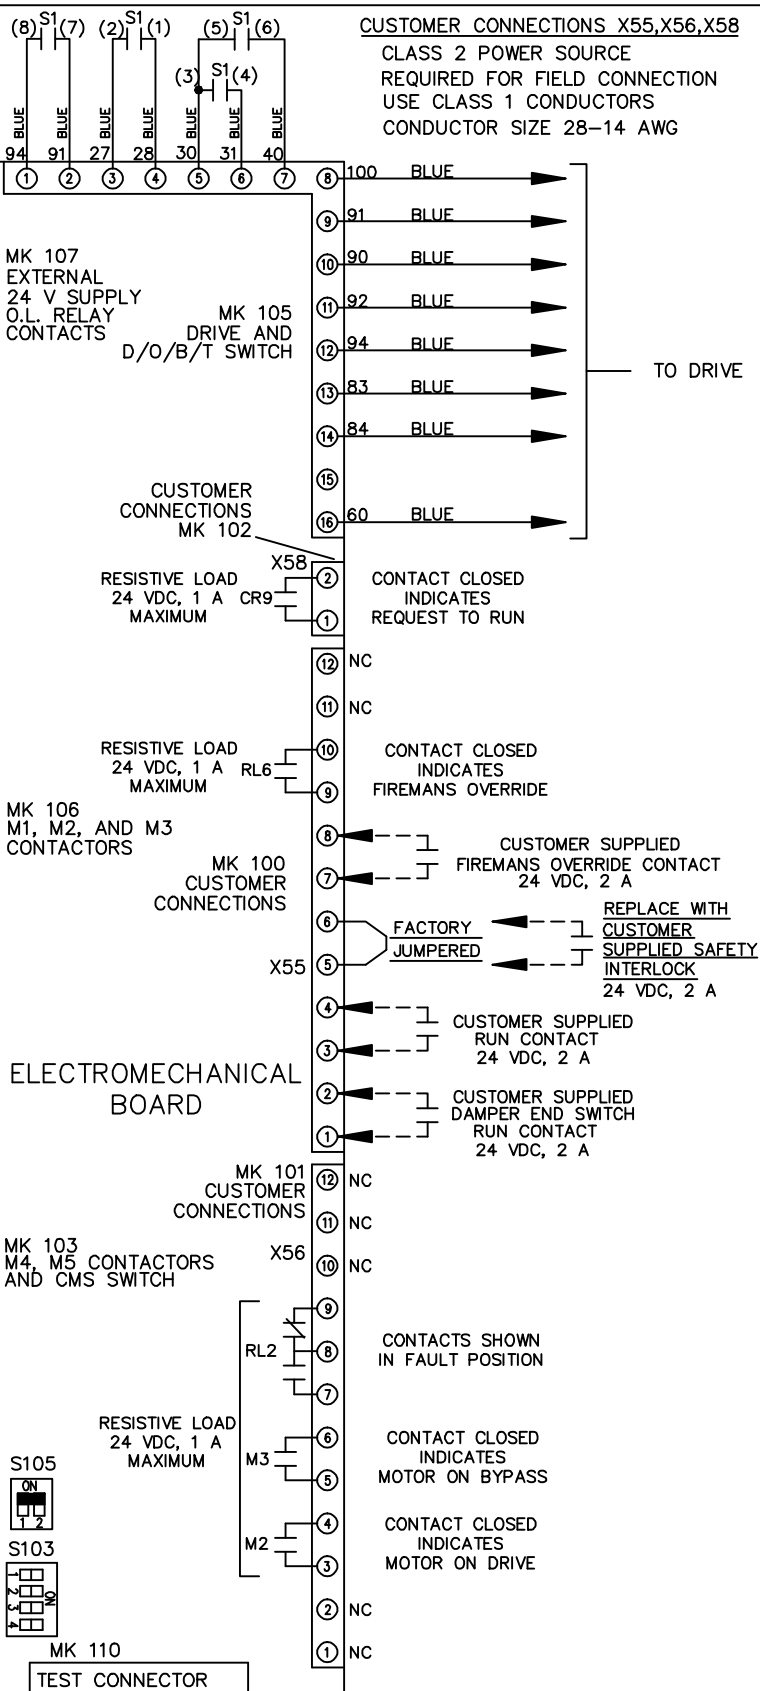 S1
(8) (7)
S1
(2) (1)
S1
(5) (6)
S1
(3) (4)
BLUE BLUE BLUE BLUE BLUE BLUE BLUE
94 91 27 28 30 31 40
1 2 3 4 5 6 7
CUSTOMER CONNECTIONS X55,X56,X58
CLASS 2 POWER SOURCE
REQUIRED FOR FIELD CONNECTION
USE CLASS 1 CONDUCTORS
CONDUCTOR SIZE 28–14 AWG
8 100 BLUE
9 91 BLUE
10 90 BLUE
11 92 BLUE
12 94 BLUE
13 83 BLUE
14 84 BLUE
15
16 60 BLUE
TO DRIVE
MK 107
EXTERNAL
24 V SUPPLY
O.L. RELAY
CONTACTS
MK 105
DRIVE AND
D/O/B/T SWITCH
CUSTOMER
CONNECTIONS
MK 102
X58
2
1
RESISTIVE LOAD
24 VDC, 1 A
MAXIMUM
CR9
CONTACT CLOSED
INDICATES
REQUEST TO RUN
12 NC
11 NC
10
9
RESISTIVE LOAD
24 VDC, 1 A
MAXIMUM
RL6
CONTACT CLOSED
INDICATES
FIREMANS OVERRIDE
MK 106
M1, M2, AND M3
CONTACTORS
8
7
CUSTOMER SUPPLIED
FIREMANS OVERRIDE CONTACT
24 VDC, 2 A
MK 100
CUSTOMER
CONNECTIONS
X55
6
5
FACTORY
JUMPERED
REPLACE WITH
CUSTOMER
SUPPLIED SAFETY
INTERLOCK
24 VDC, 2 A
4
3
CUSTOMER SUPPLIED
RUN CONTACT
24 VDC, 2 A
ELECTROMECHANICAL
BOARD
2
1
CUSTOMER SUPPLIED
DAMPER END SWITCH
RUN CONTACT
24 VDC, 2 A
MK 101
CUSTOMER
CONNECTIONS
X56
12 NC
11 NC
10 NC
MK 103
M4, M5 CONTACTORS
AND CMS SWITCH
9
8
7
RL2
CONTACTS SHOWN
IN FAULT POSITION
RESISTIVE LOAD
24 VDC, 1 A
MAXIMUM
6
5
M3
CONTACT CLOSED
INDICATES
MOTOR ON BYPASS
4
3
M2
CONTACT CLOSED
INDICATES
MOTOR ON DRIVE
2 NC
1 NC
S105
ON
1 2
S103
1
2
3
4
ON
MK 110
TEST CONNECTOR